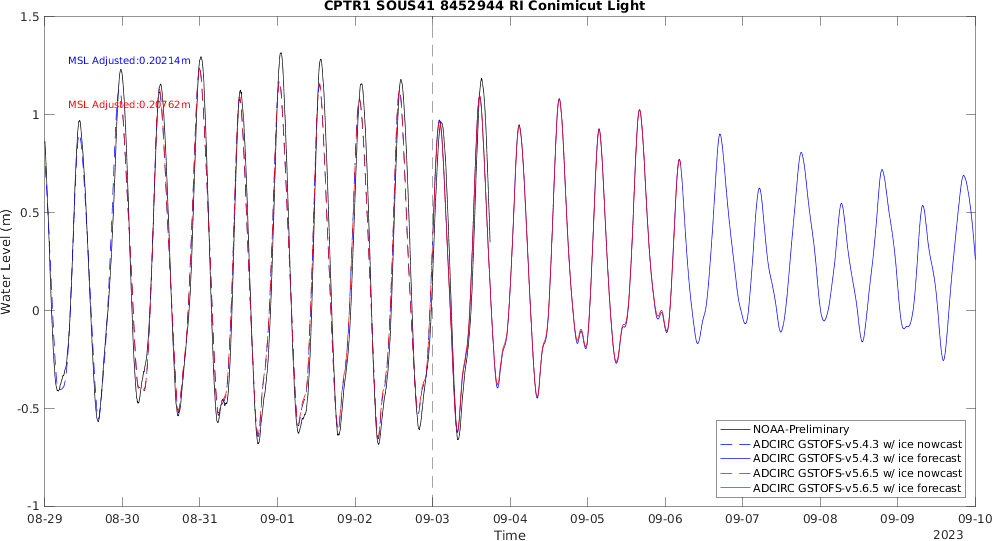 CPTR1 SOUS41 8452944 RI Conimicut Light
1.5
MSL Adjusted:0.20214m
MSL Adjusted:0.20762m
1
0.5
0
-0.5
-1
Water Level (m)
NOAA-Preliminary
ADCIRC GSTOFS-v5.4.3 w/ ice nowcast
ADCIRC GSTOFS-v5.4.3 w/ ice forecast
ADCIRC GSTOFS-v5.6.5 w/ ice nowcast
ADCIRC GSTOFS-v5.6.5 w/ ice forecast
08-29 08-30 08-31 09-01 09-02 09-03 09-04 09-05 09-06 09-07 09-08 09-09 09-10
Time
2023